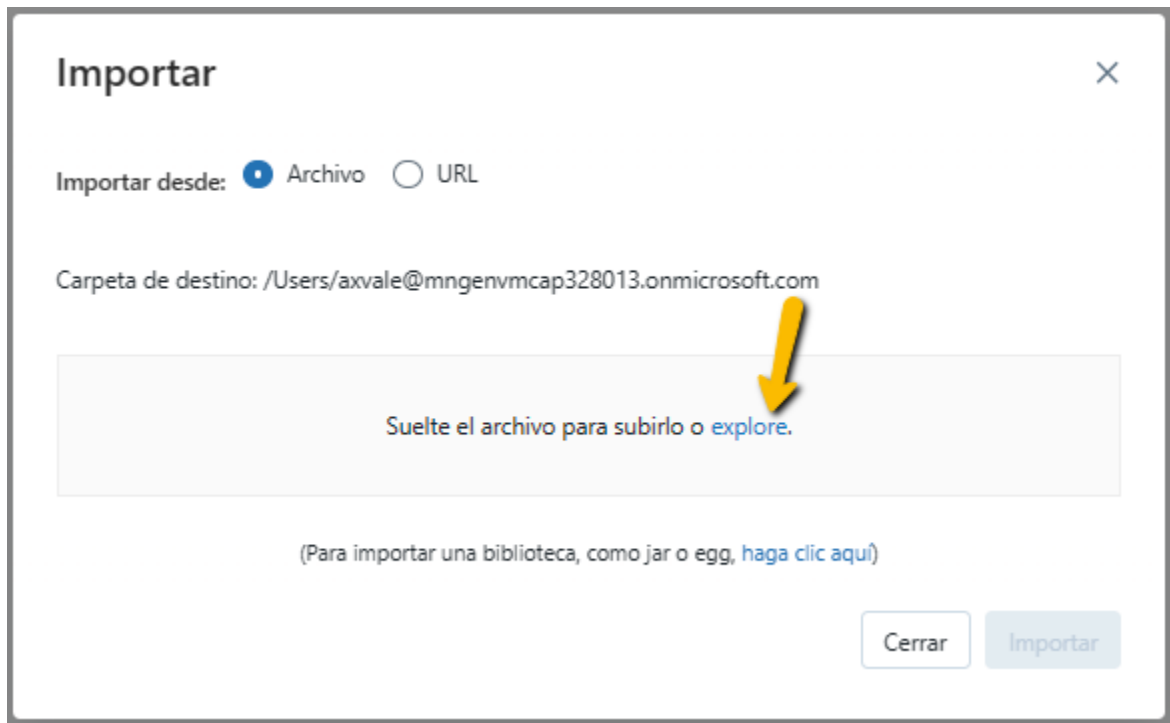 Importar
Importar desde: Archivo URL
Carpeta de destino: /Users/axvale@mngenvmcap328013.onmicrosoft.com
Suelte el archivo para subirlo o explore.
(Para importar una biblioteca, como jar o egg, haga clic aquí)
Cerrar Importar